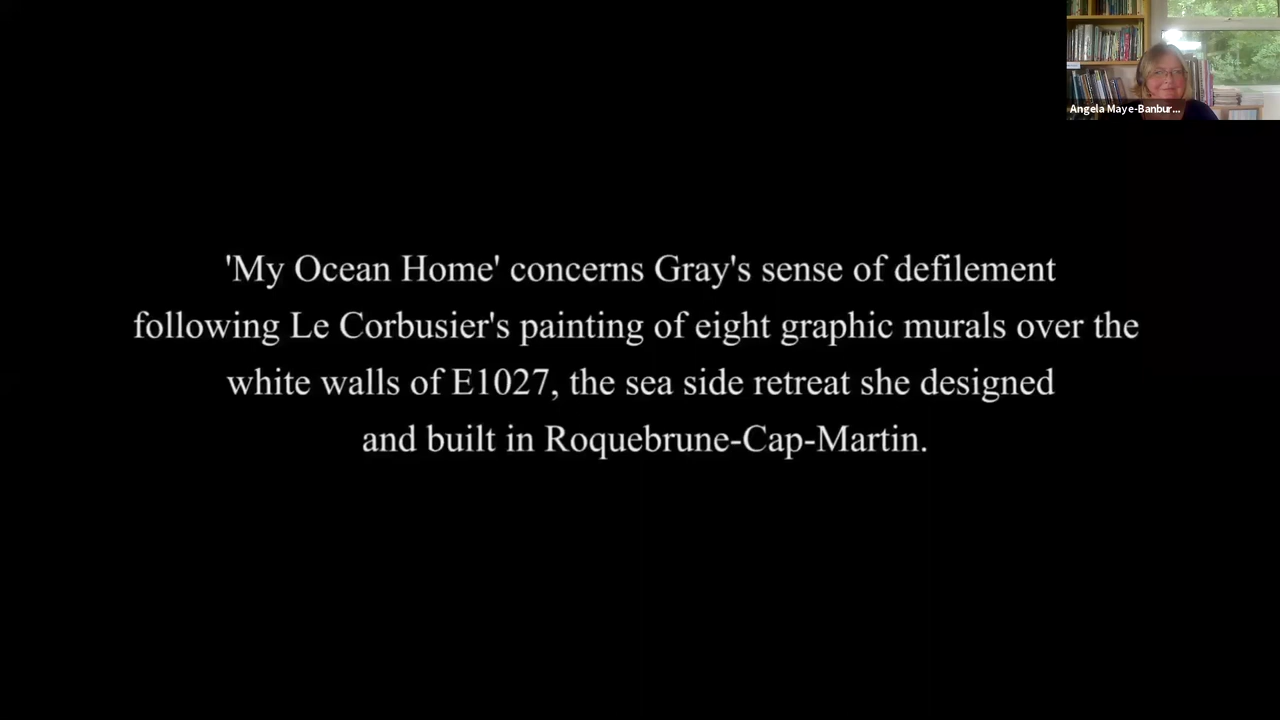 Angela Maye-Banbur...
'My Ocean Home' concerns Gray's sense of defilement
following Le Corbusier's painting of eight graphic murals over the
white walls of E1027, the sea side retreat she designed
and built in Roquebrune-Cap-Martin.